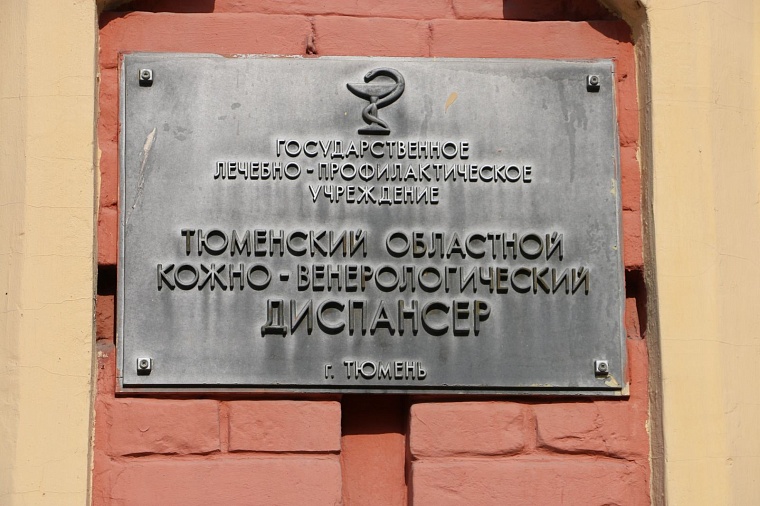 ГОСУДАРСТВЕННОЕ
ЛЕЧЕБНО-ПРОФИЛАКТИЧЕСКОЕ
УЧРЕЖДЕНИЕ
ТЮМЕНСКИЙ ОБЛАСТНОЙ
КОЖНО-ВЕНЕРОЛОГИЧЕСКИЙ
ДИСПАНСЕР
г. ТЮМЕНЬ